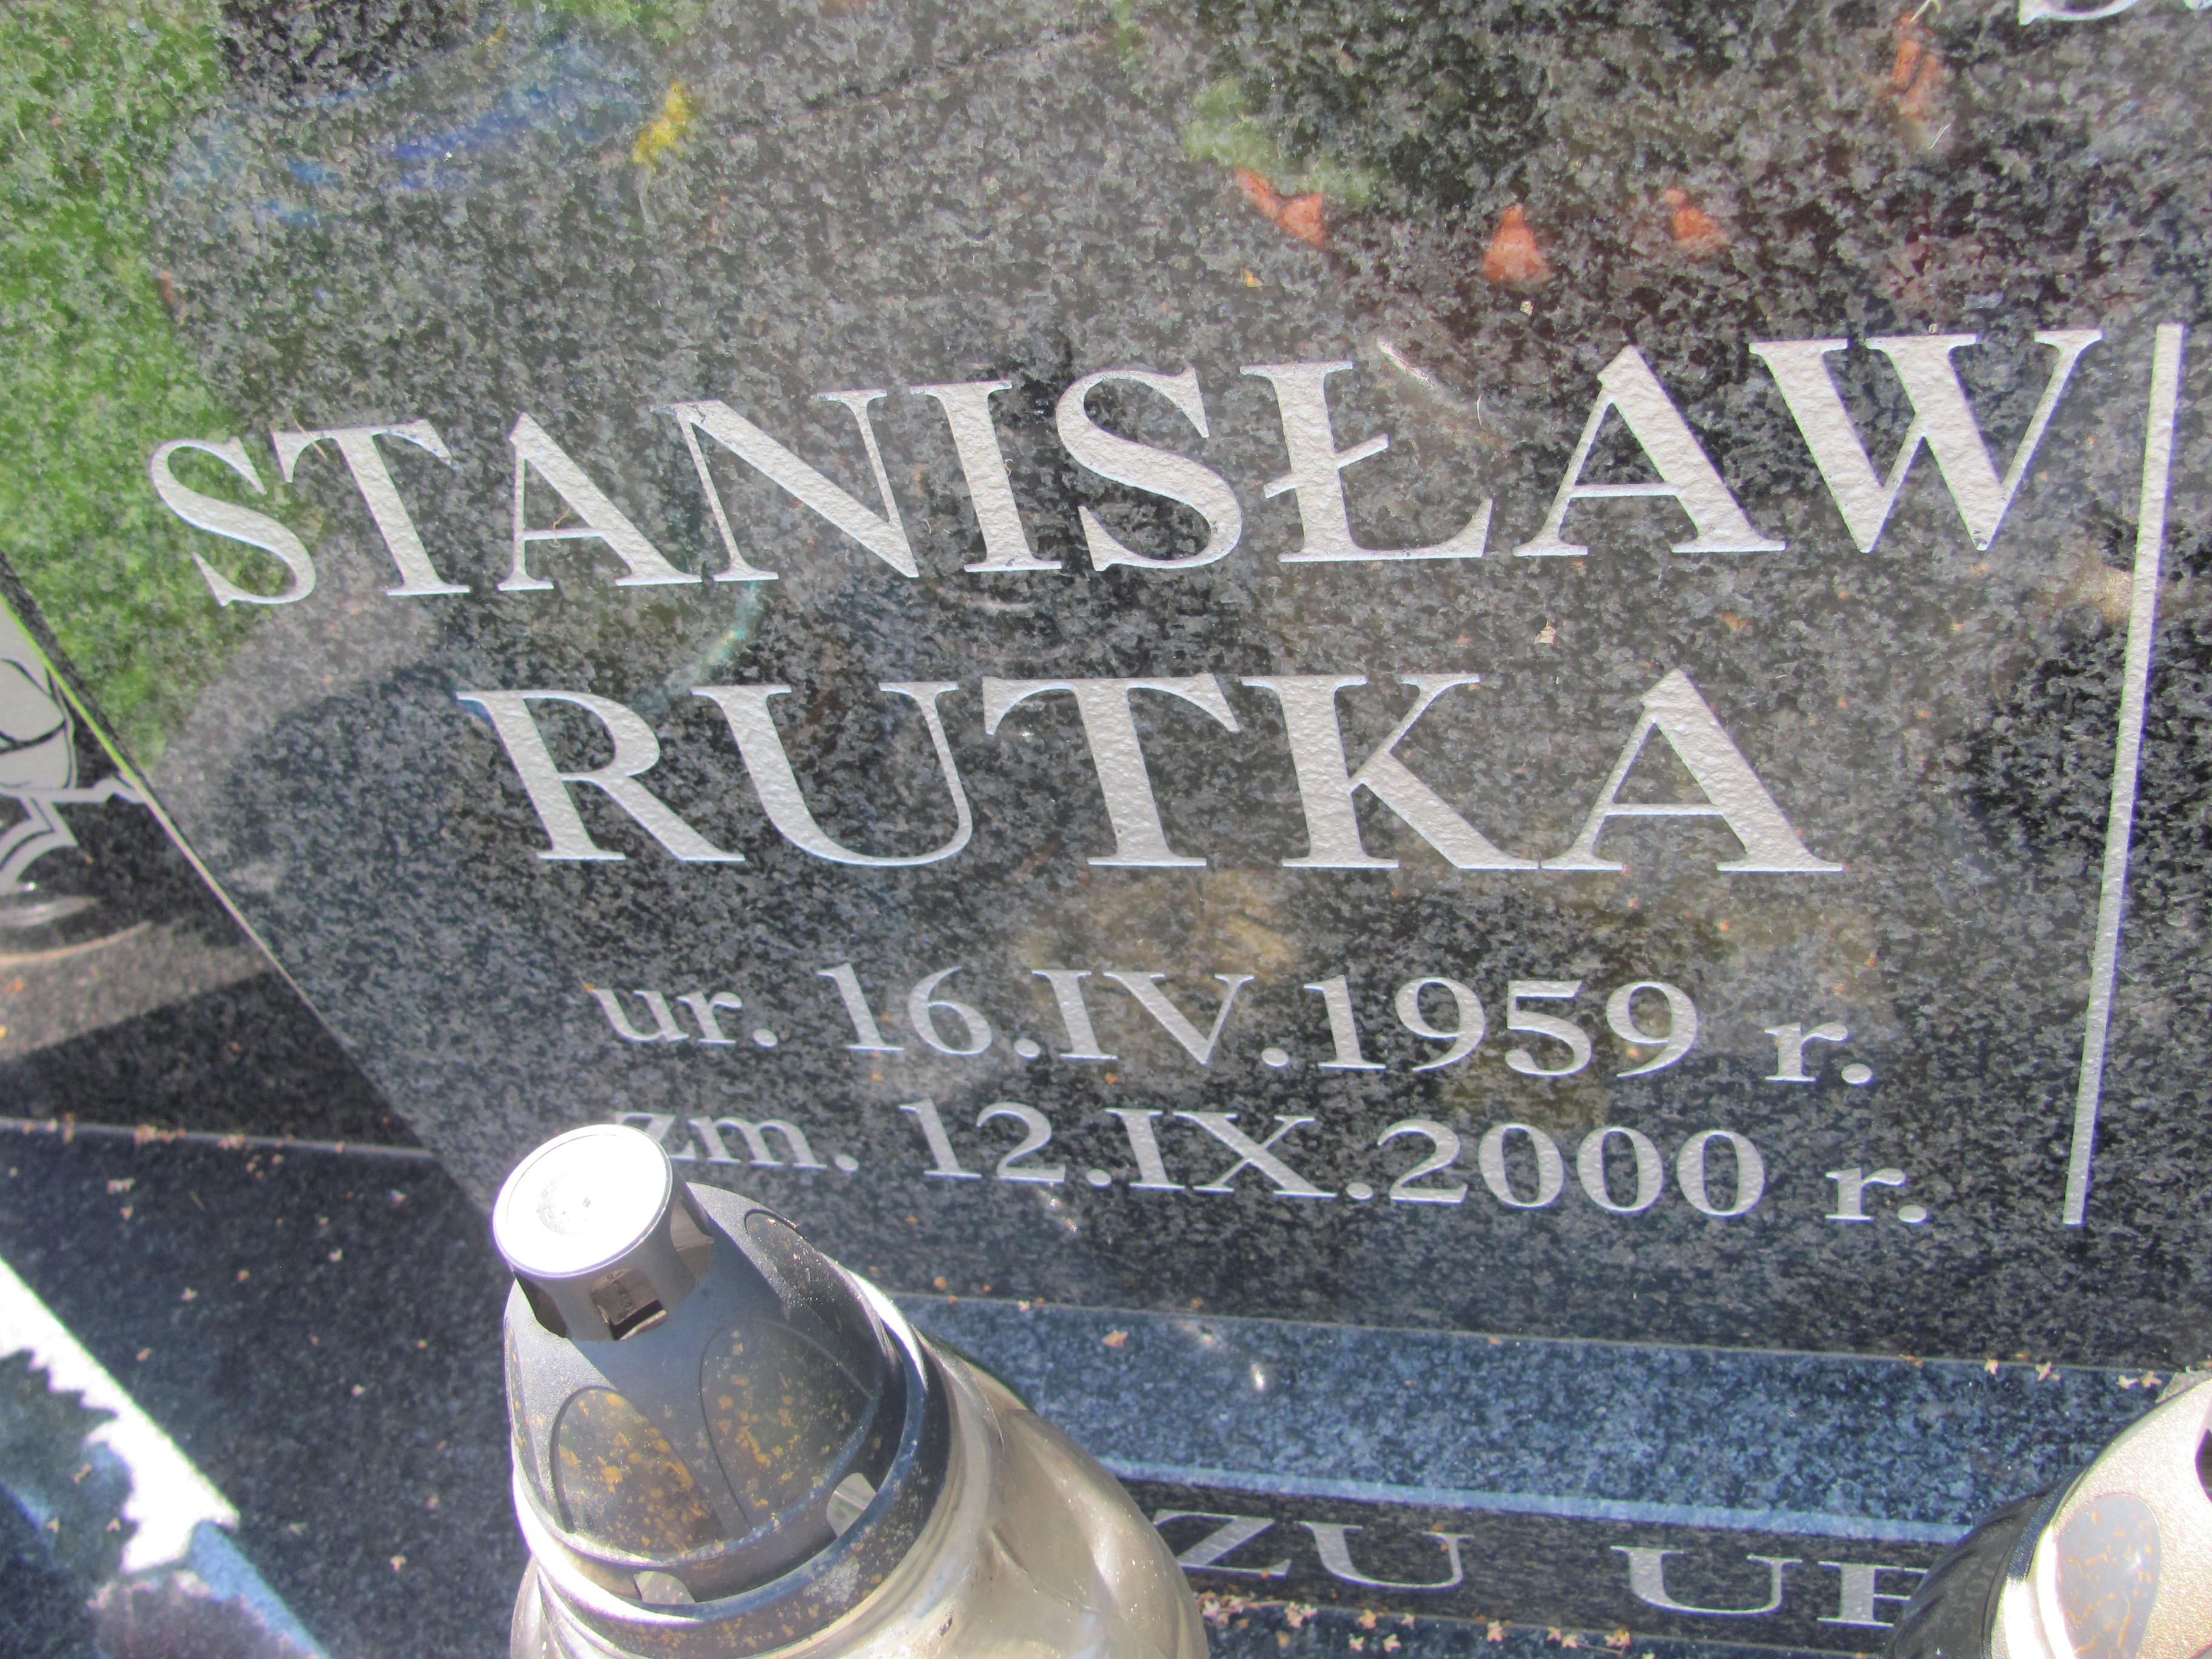 STANISŁAW
RUTKA
ur. 16.IV.1959 r.
zm. 12.IX.2000 r.